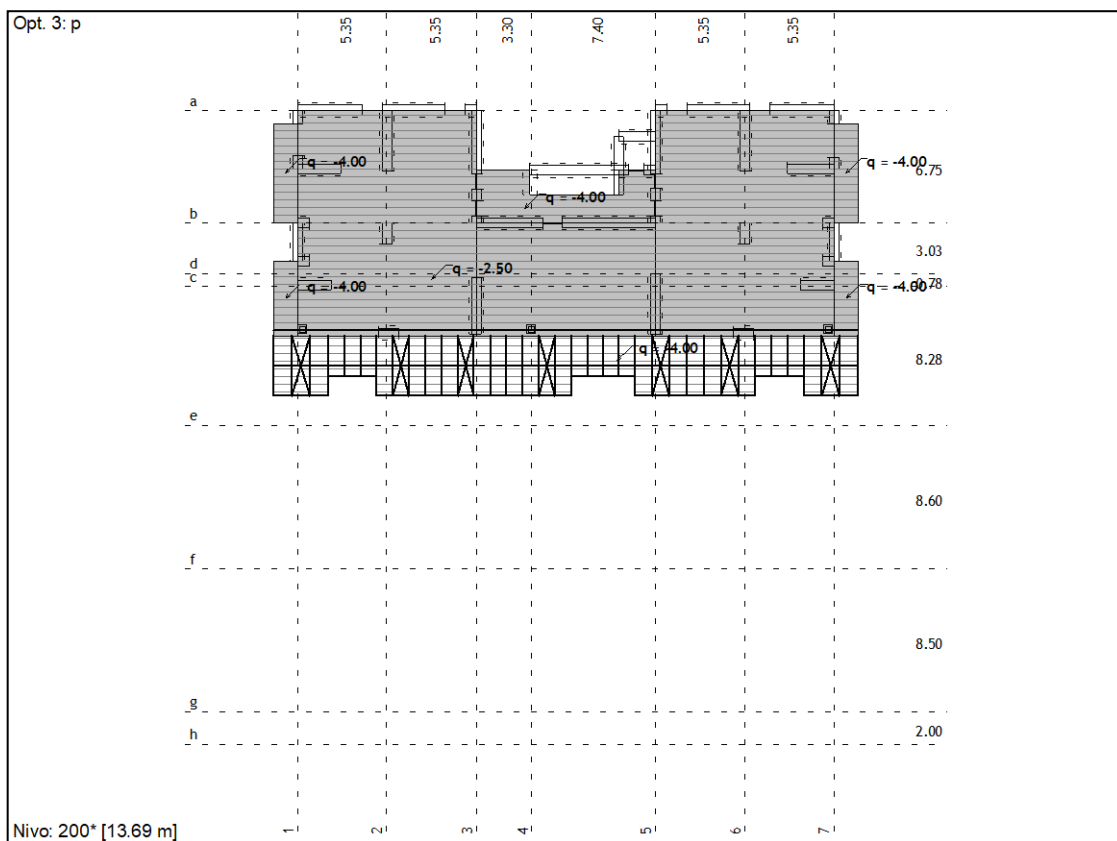 Opt. 3: p
5.35
5.35
3.30
7.40
5.35
5.35
a
q = -4.00
q = -4.00
6.75
q = -4.00
b
3.03
d
q = -2.50
c
q = -4.00
q = -4.00
0.78
q = -4.00
8.28
e
8.60
f
8.50
g
2.00
h
1
2
3
4
5
6
7
Nivo: 200* [13.69 m]